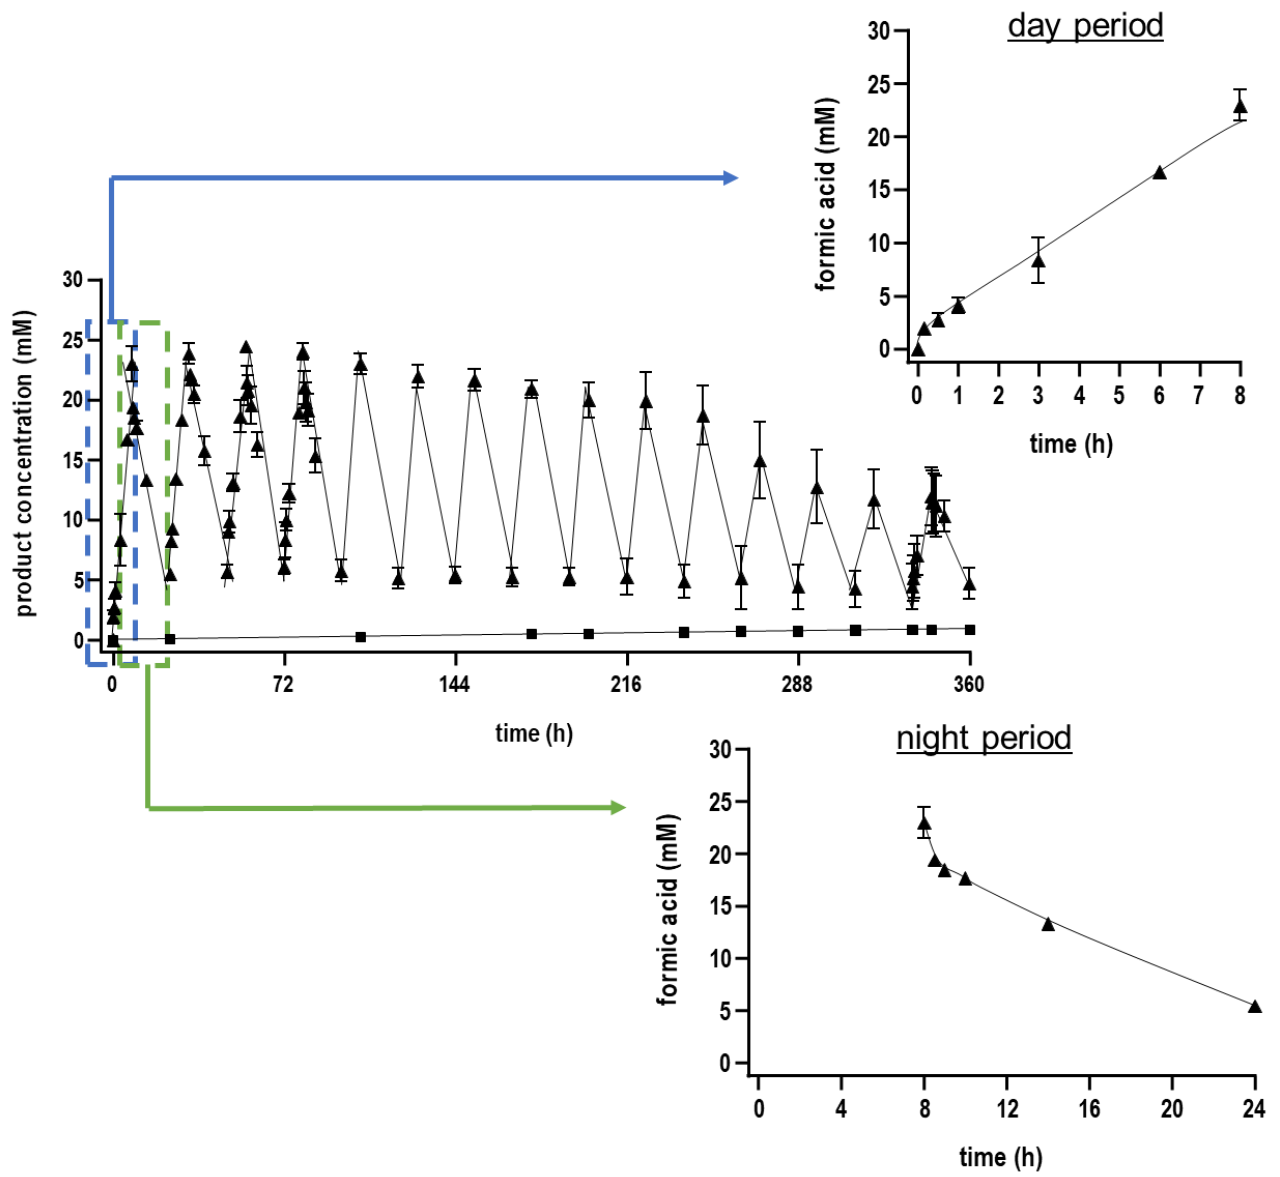 day period
30
25
20
15
10
5
0
formic acid (mM)
0 1 2 3 4 5 6 7 8
time (h)
30
25
20
15
10
5
0
product concentration (mM)
0 72 144 216 288 360
time (h)
night period
30
25
20
15
10
5
0
formic acid (mM)
0 4 8 12 16 20 24
time (h)